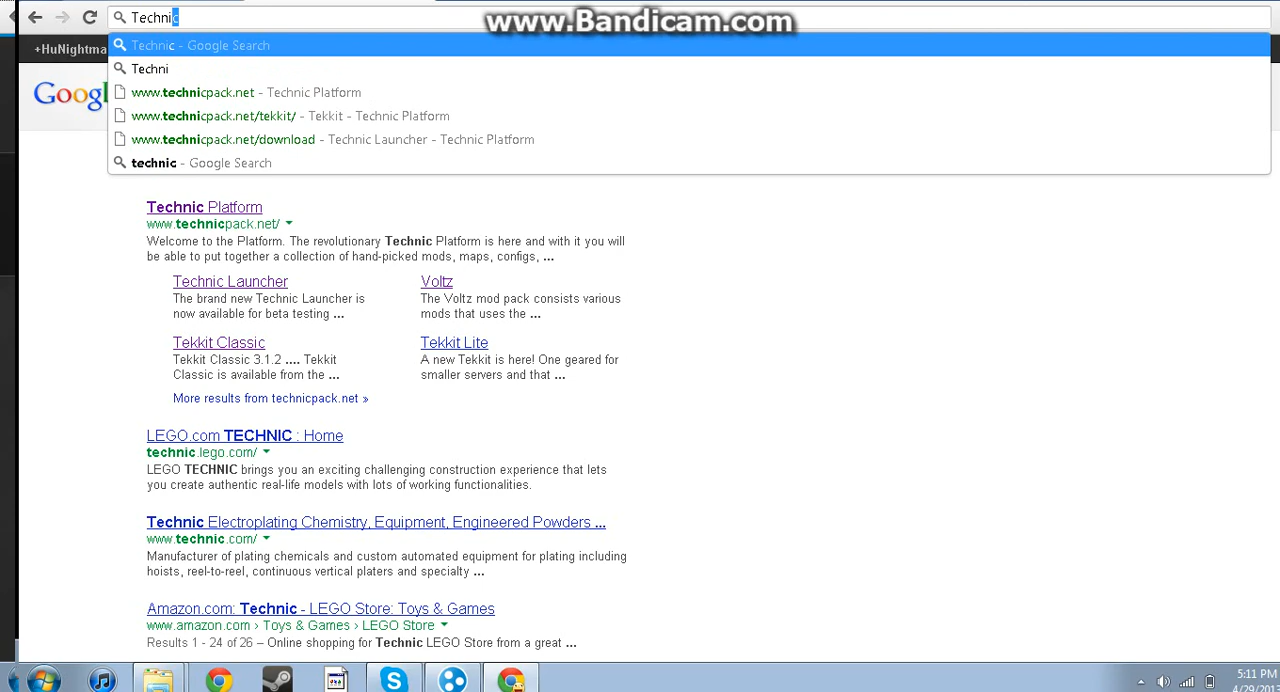 Technic
www.Bandicam.com
Technic - Google Search
+HuNightma
Techni
Goog
www.technicpack.net - Technic Platform
www.technicpack.net/tekkit/ - Tekkit - Technic Platform
www.technicpack.net/download - Technic Launcher - Technic Platform
technic - Google Search
Technic Platform
www.technicpack.net/
Welcome to the Platform. The revolutionary Technic Platform is here and with it you will
be able to put together a collection of hand-picked mods, maps, configs, ...
Technic Launcher
The brand new Technic Launcher is
now available for beta testing ...
Voltz
The Voltz mod pack consists various
mods that uses the ...
Tekkit Classic
Tekkit Classic 3.1.2 .... Tekkit
Classic is available from the ...
Tekkit Lite
A new Tekkit is here! One geared for
smaller servers and that ...
More results from technicpack.net »
LEGO.com TECHNIC : Home
technic.lego.com/
LEGO TECHNIC brings you an exciting challenging construction experience that lets
you create authentic real-life models with lots of working functionalities.
Technic Electroplating Chemistry, Equipment, Engineered Powders ...
www.technic.com/
Manufacturer of plating chemicals and custom automated equipment for plating including
hoists, reel-to-reel, continuous vertical platers and specialty ...
Amazon.com: Technic - LEGO Store: Toys & Games
www.amazon.com › Toys & Games › LEGO Store
Results 1 - 24 of 26 – Online shopping for Technic LEGO Store from a great ...
5:11 PM
4/29/201